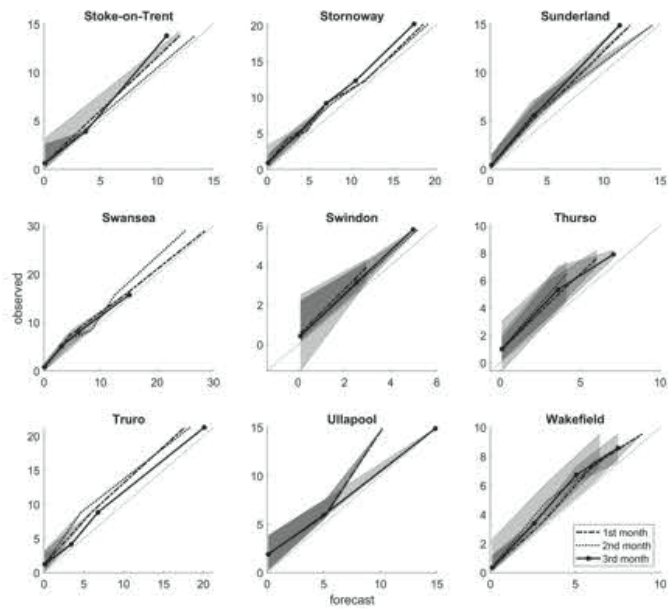 Stoke-on-Trent Stornoway Sunderland
15 20 15
10 15 10
10
5 5 5
0 0 0
0 5 10 15 0 5 10 15 20 0 5 10 15
Swansea Swindon Thurso
30 6 10
20 4 8
6
10 2 4
0 2
0 0
0 10 20 30 0 2 4 6 0 5 10
observed
Truro Ullapool Wakefield
20 15 10
15 10 8
6
10 5 4
5 2
0 0 0
1st month
2nd month
3rd month
0 5 10 15 20 0 5 10 15 0 5 10
forecast